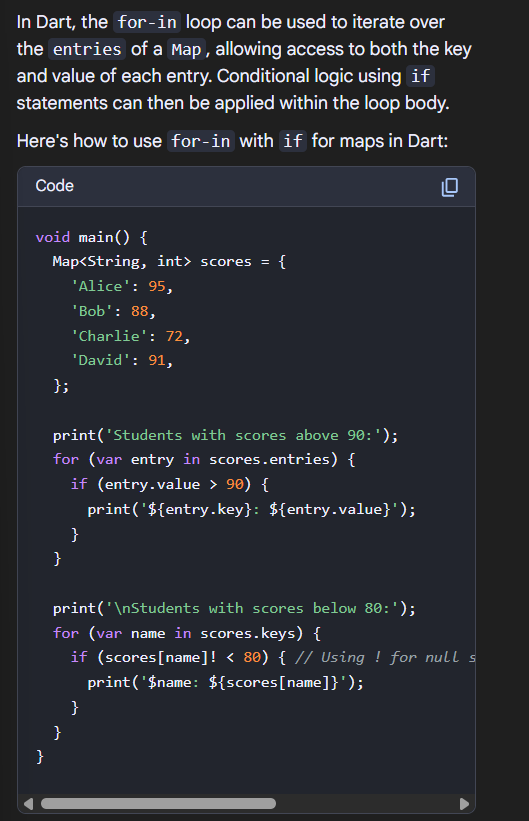 In Dart, the for-in loop can be used to iterate over
the entries of a Map, allowing access to both the key
and value of each entry. Conditional logic using if
statements can then be applied within the loop body.
Here's how to use for-in with if for maps in Dart:
Code
void main() {
  Map<String, int> scores = {
    'Alice': 95,
    'Bob': 88,
    'Charlie': 72,
    'David': 91,
  };
  print('Students with scores above 90:');
  for (var entry in scores.entries) {
    if (entry.value > 90) {
      print('${entry.key}: ${entry.value}');
    }
  }
  print('\nStudents with scores below 80:');
  for (var name in scores.keys) {
    if (scores[name]! < 80) { // Using ! for null s
      print('$name: ${scores[name]}');
    }
  }
}